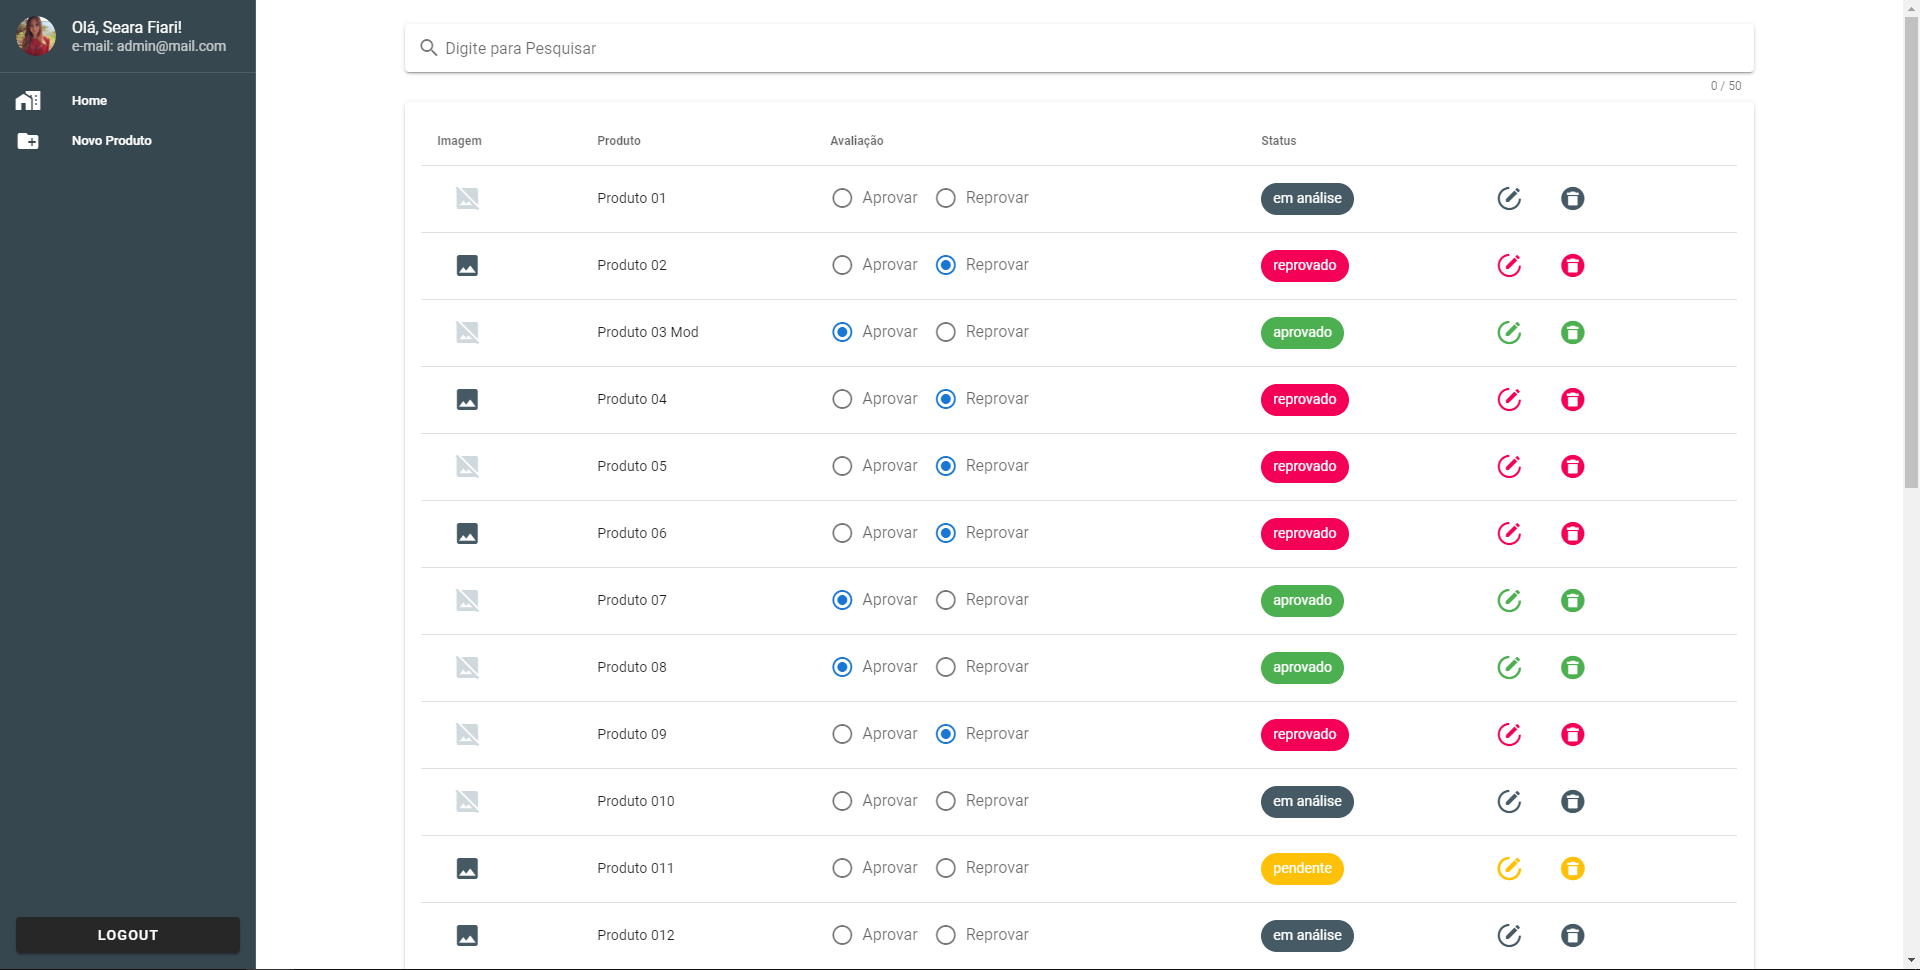 Olá, Seara Fiari!
e-mail: admin@mail.com
Home
Novo Produto
LOGOUT
Digite para Pesquisar
0 / 50
Imagem Produto Avaliação Status
Produto 01 Aprovar Reprovar em análise
Produto 02 Aprovar Reprovar reprovado
Produto 03 Mod Aprovar Reprovar aprovado
Produto 04 Aprovar Reprovar reprovado
Produto 05 Aprovar Reprovar reprovado
Produto 06 Aprovar Reprovar reprovado
Produto 07 Aprovar Reprovar aprovado
Produto 08 Aprovar Reprovar aprovado
Produto 09 Aprovar Reprovar reprovado
Produto 010 Aprovar Reprovar em análise
Produto 011 Aprovar Reprovar pendente
Produto 012 Aprovar Reprovar em análise